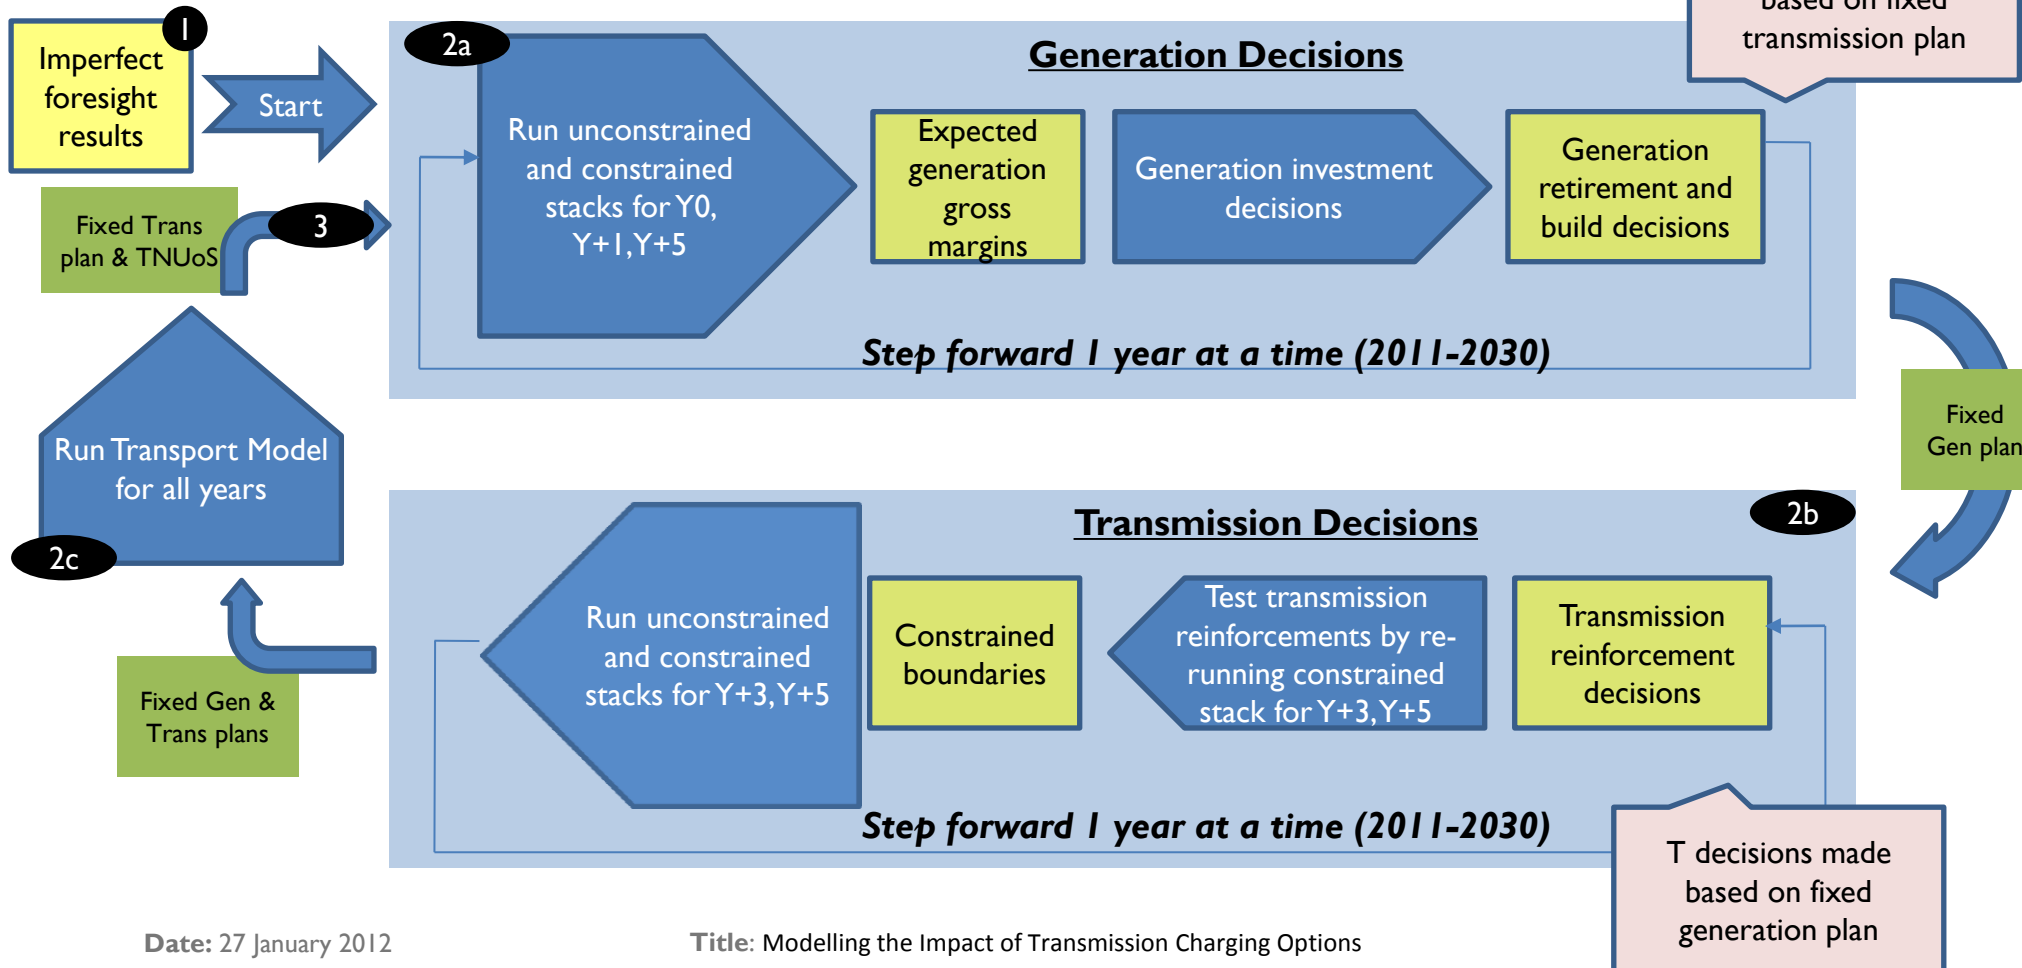 1
Imperfect
foresight
results
Start
2a
Generation Decisions
based on fixed
transmission plan
Run unconstrained
and constrained
stacks for Y0,
Y+1,Y+5
Expected
generation
gross
margins
Generation investment
decisions
Generation
retirement and
build decisions
Step forward 1 year at a time (2011-2030)
Fixed Trans
plan & TNUoS
3
Run Transport Model
for all years
2c
Fixed
Gen plan
Transmission Decisions
2b
Run unconstrained
and constrained
stacks for Y+3,Y+5
Constrained
boundaries
Test transmission
reinforcements by re-
running constrained
stack for Y+3,Y+5
Transmission
reinforcement
decisions
Fixed Gen &
Trans plans
Step forward 1 year at a time (2011-2030)
T decisions made
based on fixed
generation plan
Date: 27 January 2012
Title: Modelling the Impact of Transmission Charging Options